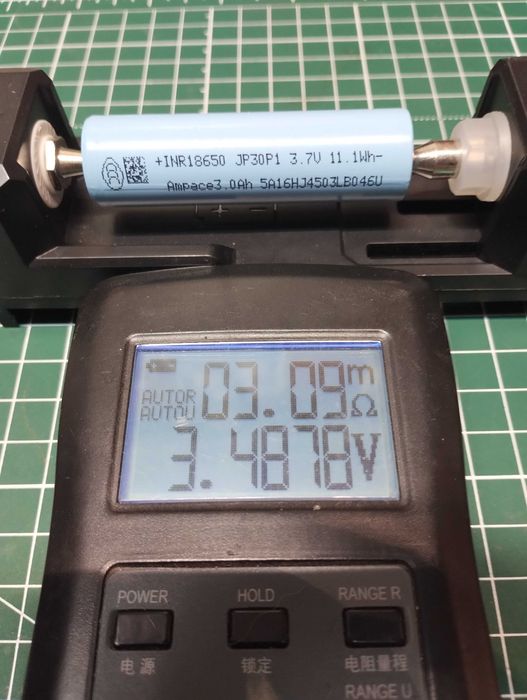 +INR18650 JP30P1 3.7V 11.1Wh-
Ampace3.0Ah 5A16HJ4503LB046U
+ -
AUTOR
AUTOU
03.09mΩ
3.4878V
POWER HOLD RANGE R
电源 锁定 电阻量程
RANGE U